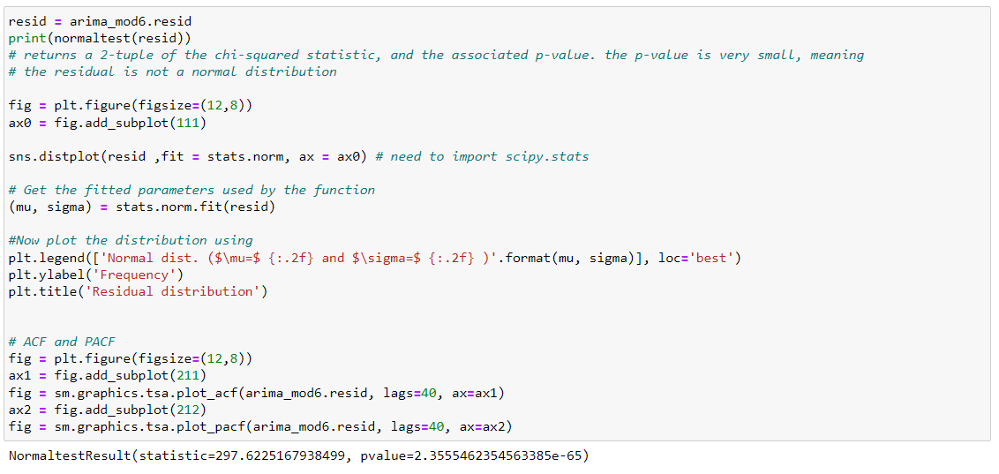 resid = arima_mod6.resid
print(normaltest(resid))
# returns a 2-tuple of the chi-squared statistic, and the associated p-value. the p-value is very small, meaning
# the residual is not a normal distribution
fig = plt.figure(figsize=(12,8))
ax0 = fig.add_subplot(111)
sns.distplot(resid ,fit = stats.norm, ax = ax0) # need to import scipy.stats
# Get the fitted parameters used by the function
(mu, sigma) = stats.norm.fit(resid)
#Now plot the distribution using
plt.legend(['Normal dist. ($\mu=$ {:.2f} and $\sigma=$ {:.2f} )'.format(mu, sigma)], loc='best')
plt.ylabel('Frequency')
plt.title('Residual distribution')
# ACF and PACF
fig = plt.figure(figsize=(12,8))
ax1 = fig.add_subplot(211)
fig = sm.graphics.tsa.plot_acf(arima_mod6.resid, lags=40, ax=ax1)
ax2 = fig.add_subplot(212)
fig = sm.graphics.tsa.plot_pacf(arima_mod6.resid, lags=40, ax=ax2)
NormaltestResult(statistic=297.6225167938499, pvalue=2.3555462354563385e-65)